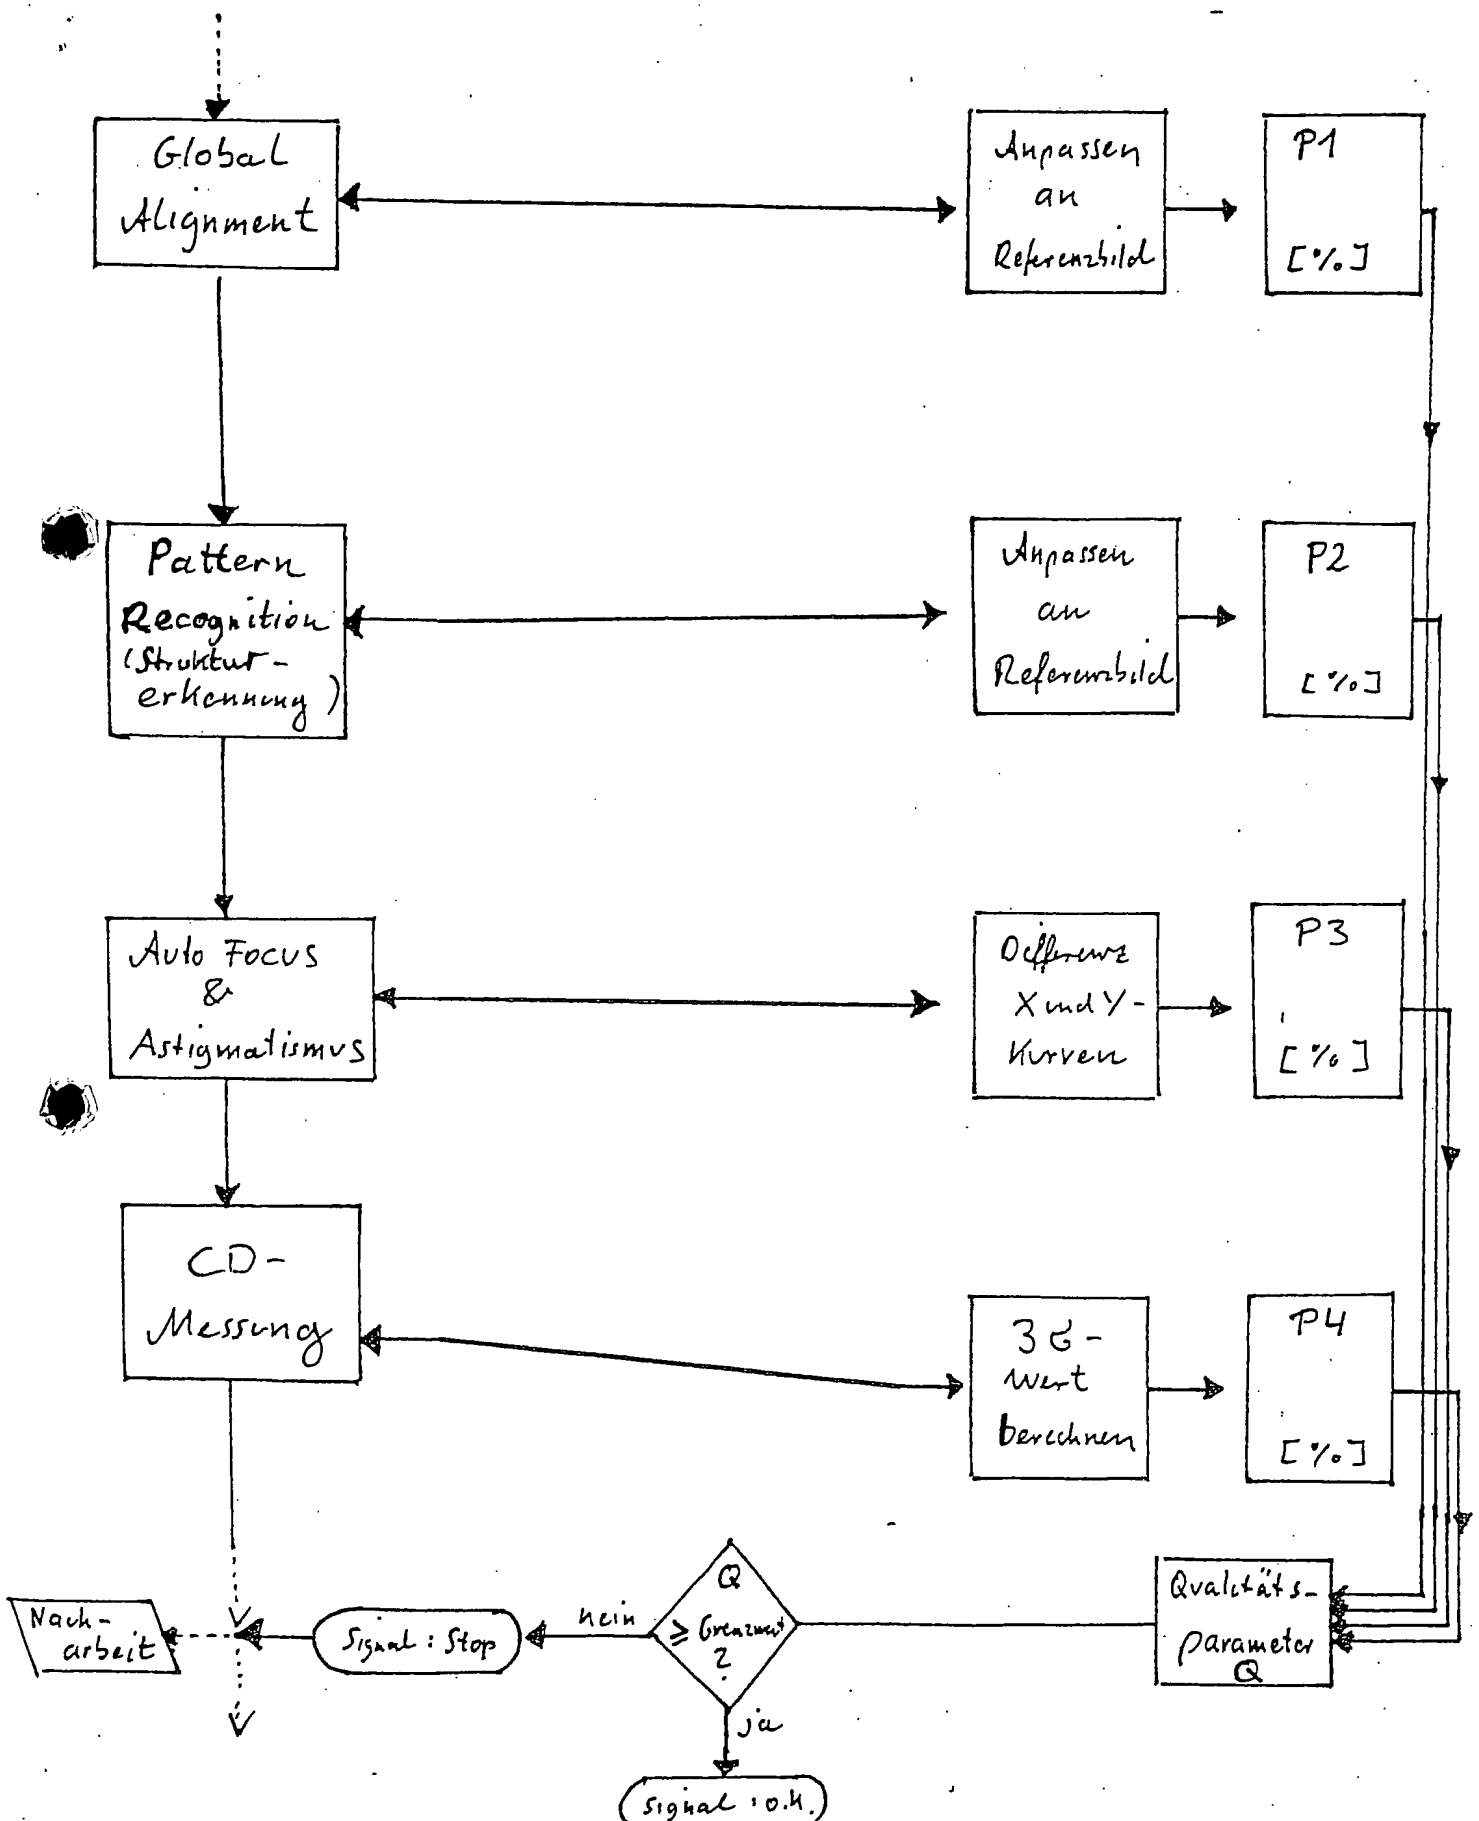 Global
Alignment
Anpassen
an
Referenzbild
P1
[%]
Pattern
Recognition
(Struktur-
erkennung)
Anpassen
an
Referenzbild
P2
[%]
Auto Focus
&
Astigmatismus
Differenz
X und Y-
Kurven
P3
[%]
CD-
Messung
3σ-
Wert
berechnen
P4
[%]
Nach-
arbeit
Signal: Stop
nein
Q
≥ Grenzwert
?
ja
Signal: o.K.
Qualitäts-
parameter
Q